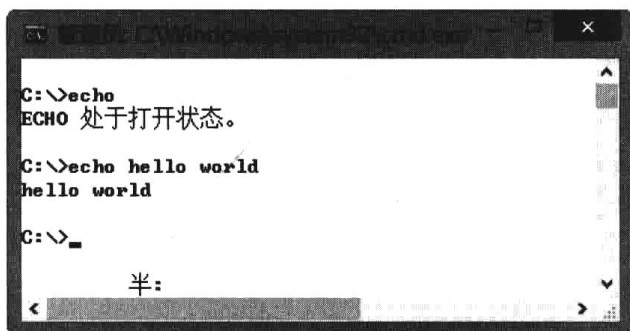 C:\>echo
ECHO 处于打开状态。
C:\>echo hello world
hello world
C:\>_
半: